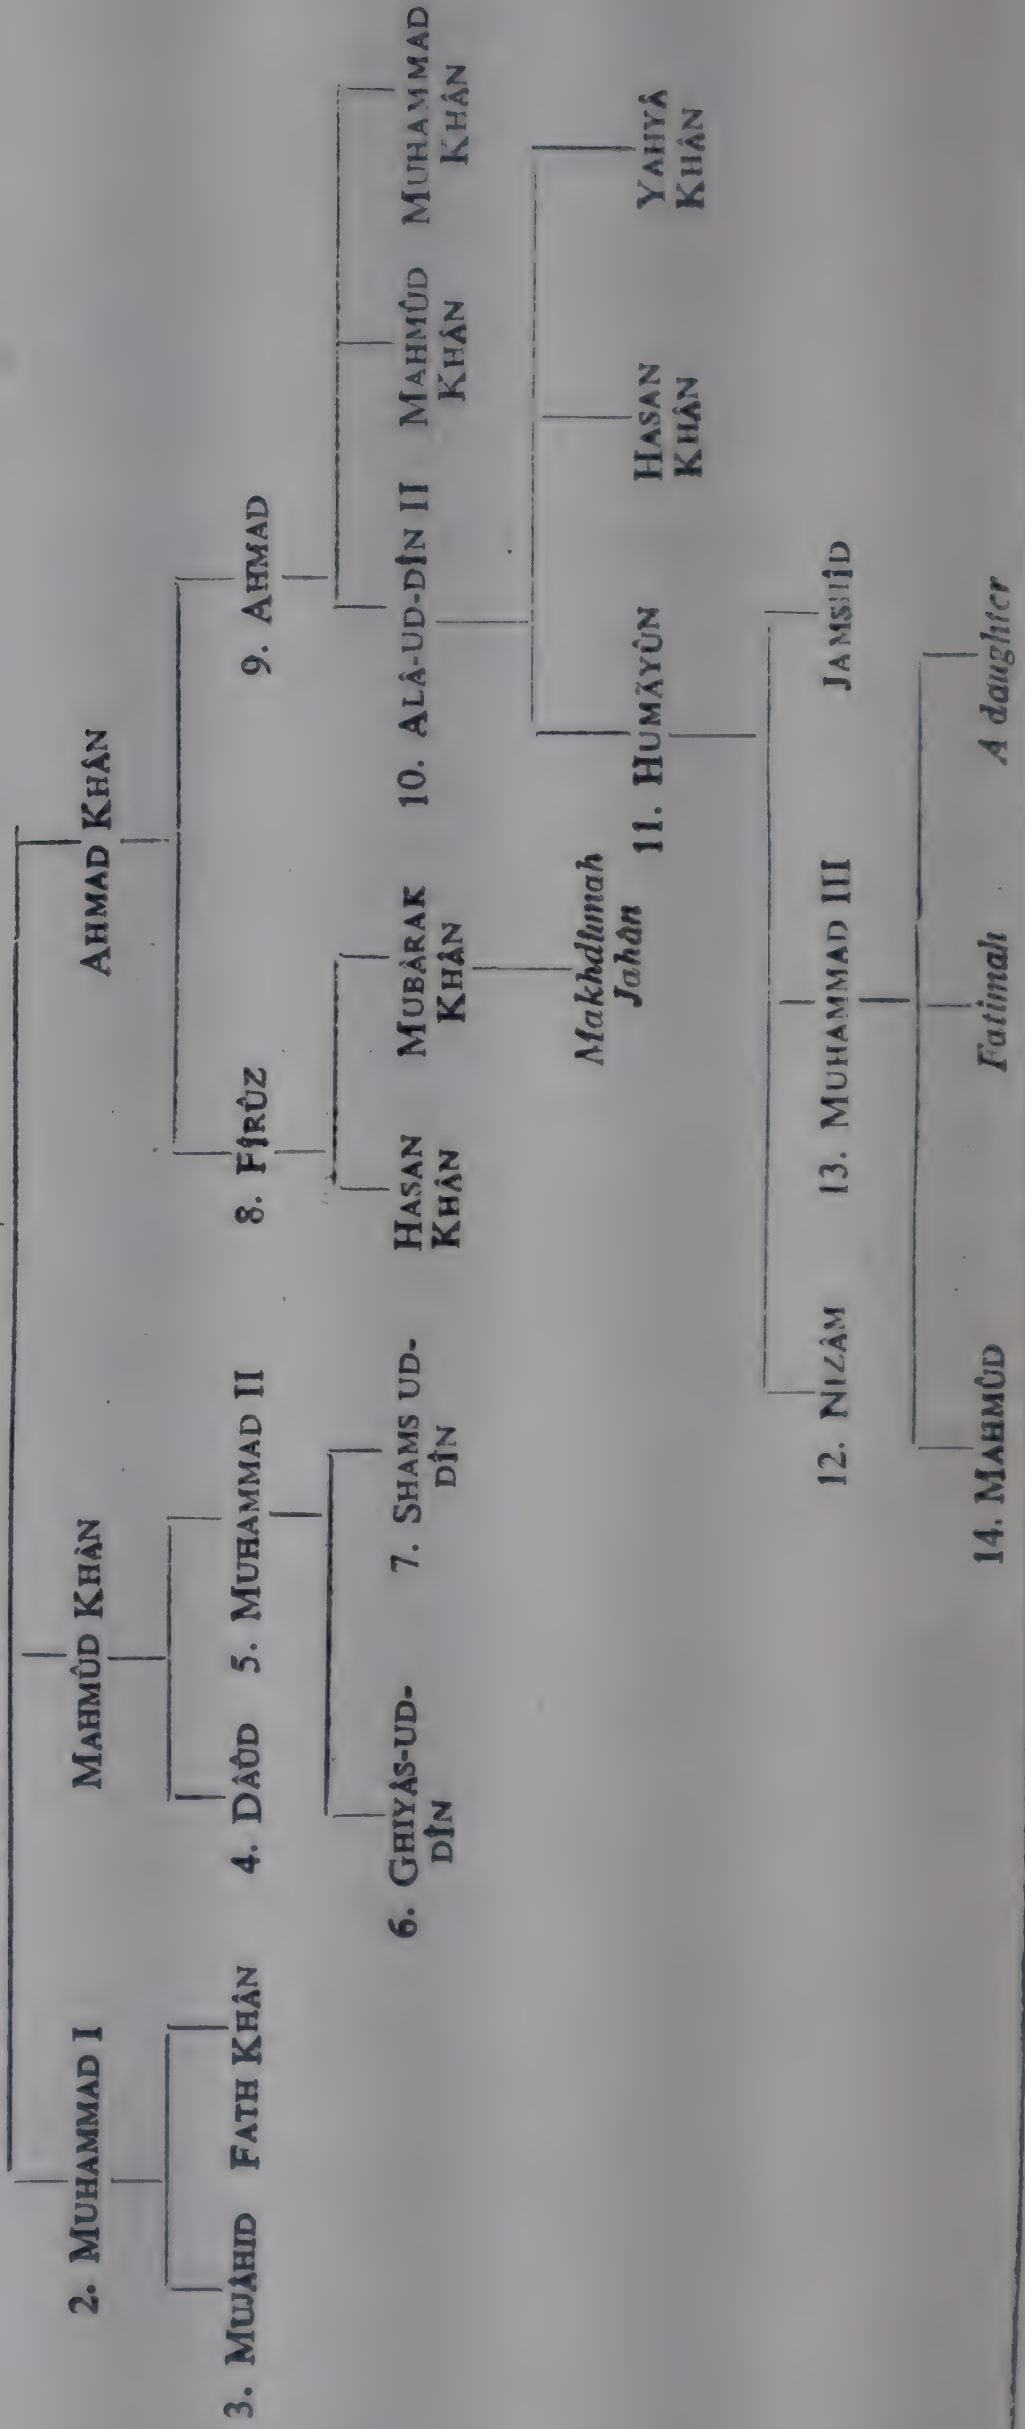 2. MUHAMMAD I
MAHMÛD KHÂN
AHMAD KHÂN
3. MUJÂHID
FATH KHÂN
4. DÂÛD
5. MUHAMMAD II
8. FÎRÛZ
9. AHMAD
6. GHIYÂS-UD-
DÎN
7. SHAMS UD-
DÎN
HASAN
KHÂN
MUBÂRAK
KHÂN
10. ALÂ-UD-DÎN II
MAHMÛD
KHÂN
MUHAMMAD
KHÂN
Makhdumah
Jahân
11. HUMÂYÛN
HASAN
KHÂN
YAHYÂ
KHÂN
12. NIZÂM
13. MUHAMMAD III
JAMSHÎD
14. MAHMÛD
Fatimah
A daughter